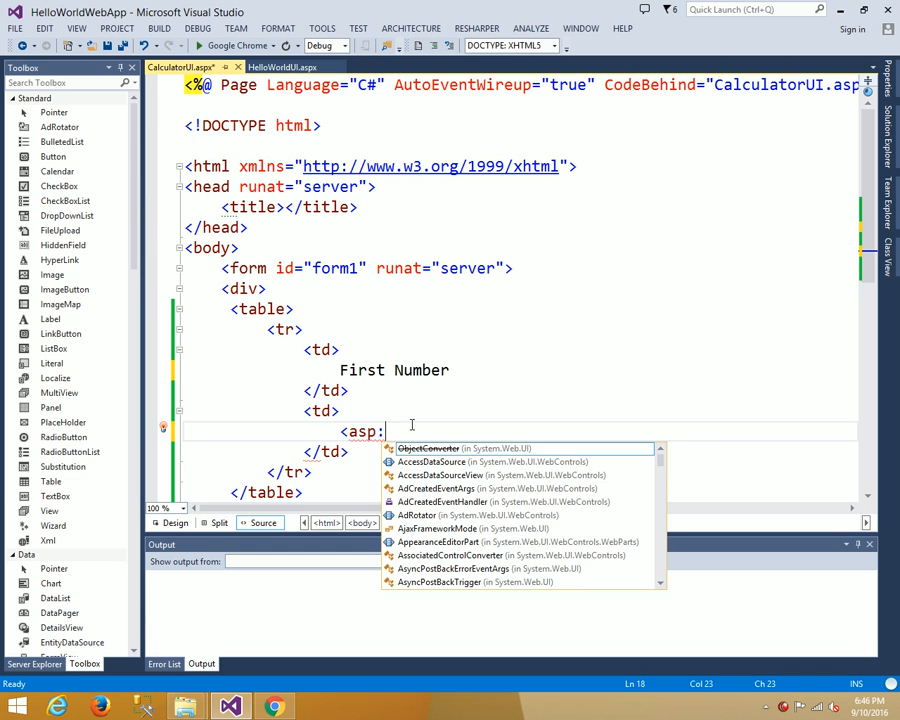 HelloWorldWebApp - Microsoft Visual Studio
6
Quick Launch (Ctrl+Q)
FILE EDIT VIEW PROJECT BUILD DEBUG TEAM FORMAT TOOLS TEST ARCHITECTURE RESHARPER ANALYZE WINDOW HELP
Sign in
Google Chrome
Debug
DOCTYPE: XHTML5
Toolbox
Search Toolbox
Standard
Pointer
AdRotator
BulletedList
Button
Calendar
CheckBox
CheckBoxList
DropDownList
FileUpload
HiddenField
HyperLink
Image
ImageButton
ImageMap
Label
LinkButton
ListBox
Literal
Localize
MultiView
Panel
PlaceHolder
RadioButton
RadioButtonList
Substitution
Table
TextBox
View
Wizard
Xml
Data
Pointer
Chart
DataList
DataPager
DetailsView
EntityDataSource
Server Explorer
Toolbox
CalculatorUI.aspx*
HelloWorldUI.aspx
<%@ Page Language="C#" AutoEventWireup="true" CodeBehind="CalculatorUI.asp
<!DOCTYPE html>
<html xmlns="http://www.w3.org/1999/xhtml">
<head runat="server">
<title></title>
</head>
<body>
<form id="form1" runat="server">
<div>
<table>
<tr>
<td>
First Number
</td>
<td>
<asp:
</td>
</tr>
</table>
ObjectConverter (in System.Web.UI)
AccessDataSource (in System.Web.UI.WebControls)
AccessDataSourceView (in System.Web.UI.WebControls)
AdCreatedEventArgs (in System.Web.UI.WebControls)
AdCreatedEventHandler (in System.Web.UI.WebControls)
AdRotator (in System.Web.UI.WebControls)
AjaxFrameworkMode (in System.Web.UI)
AppearanceEditorPart (in System.Web.UI.WebControls.WebParts)
AssociatedControlConverter (in System.Web.UI.WebControls)
AsyncPostBackErrorEventArgs (in System.Web.UI)
AsyncPostBackTrigger (in System.Web.UI)
100 %
Design
Split
Source
<html>
<body>
Output
Show output from:
Error List
Output
Properties
Solution Explorer
Team Explorer
Class View
Ready
Ln 18
Col 23
Ch 23
INS
6:46 PM
9/10/2016